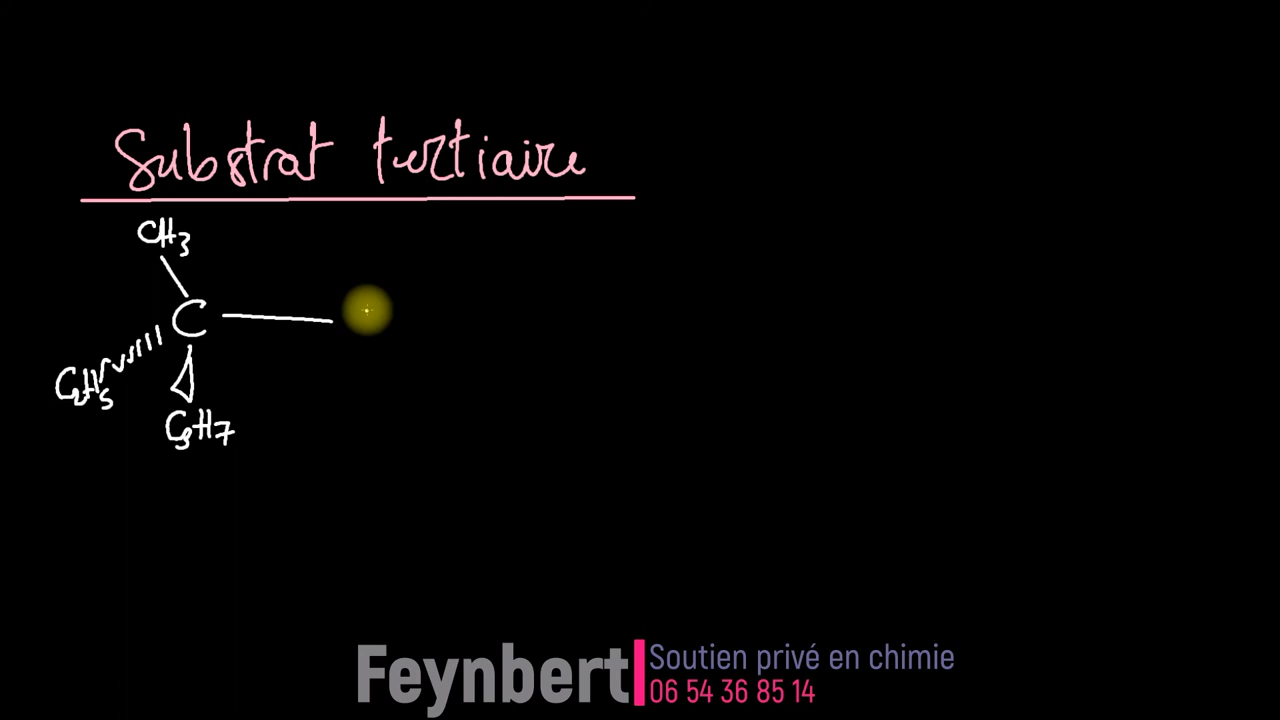 Substrat tertiaire
CH3
C
C2H5
C3H7
Feynbert
Soutien privé en chimie
06 54 36 85 14